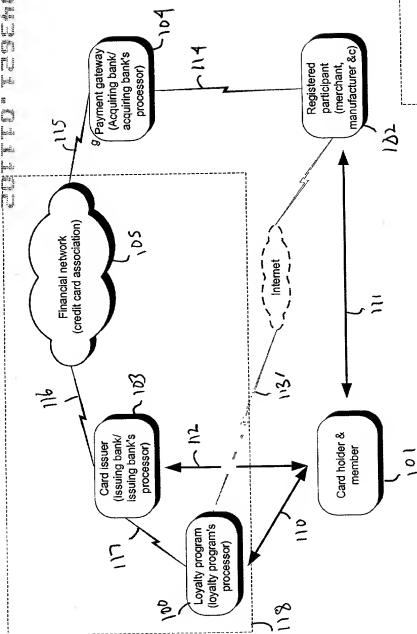 104
Payment gateway
(Acquiring bank/
acquiring bank's
processor)
114
Registered
participant
(merchant,
manufacturer &c)
102
115
Financial network
(credit card association)
105
Internet
111
116
Card issuer
(Issuing bank/
issuing bank's
processor)
103
112
113
117
100
Loyalty program
(loyalty program's
processor)
110
Card holder &
member
101
118